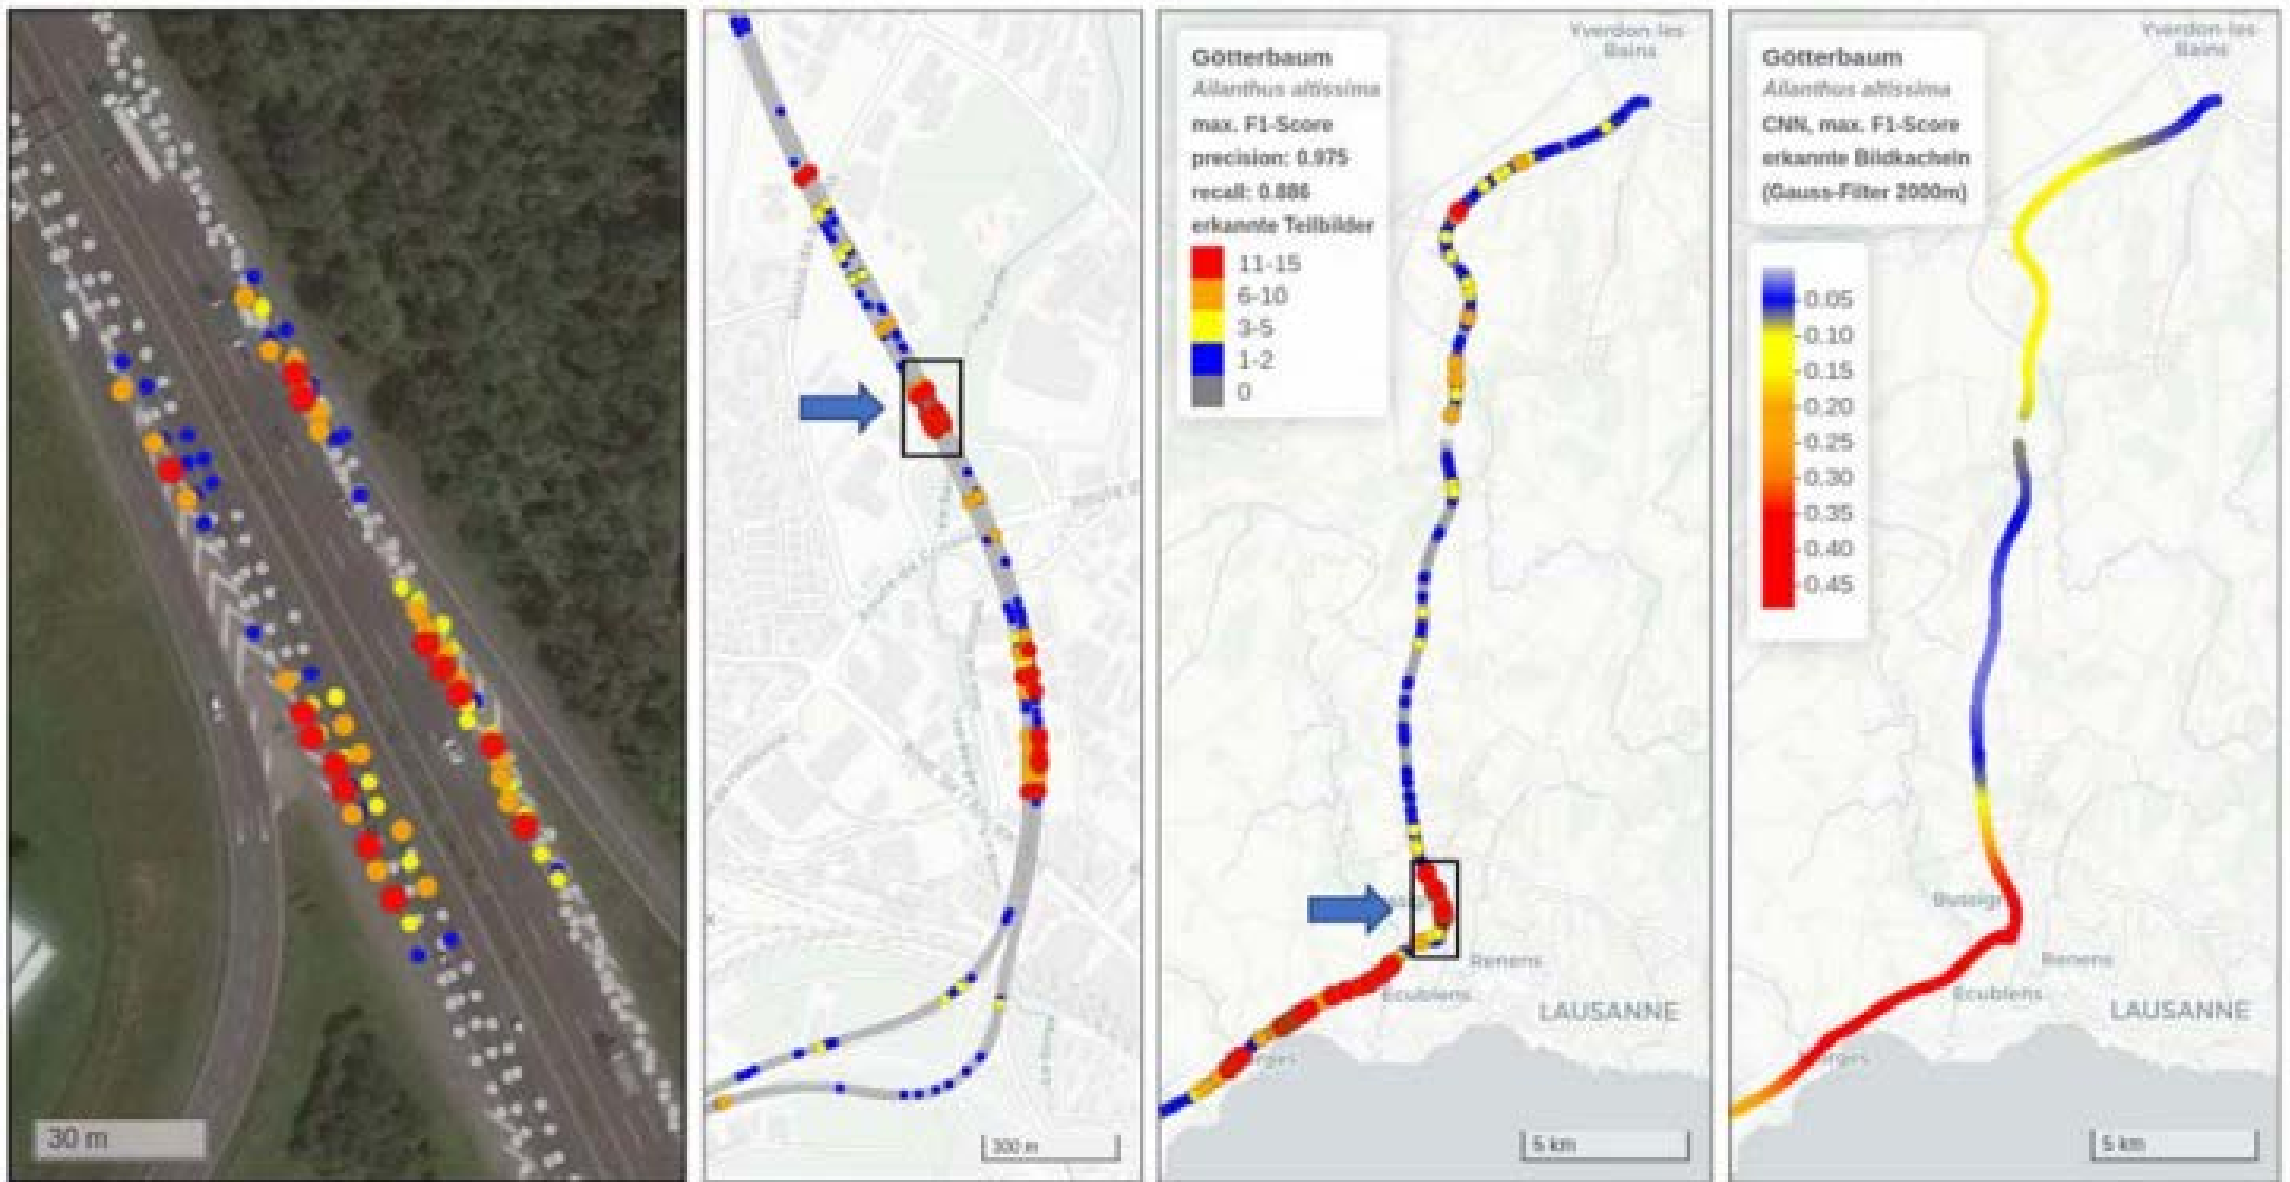 30 m
300 m
Götterbaum
Ailanthus altissima
max. F1-Score
precision: 0.975
recall: 0.886
erkannte Teilbilder
11-15
6-10
3-5
1-2
0
Yverdon-les
Bains
Renens
Ecublens
LAUSANNE
5 km
Götterbaum
Ailanthus altissima
CNN, max. F1-Score
erkannte Bildkacheln
(Gauss-Filter 2000m)
0.05
0.10
0.15
0.20
0.25
0.30
0.35
0.40
0.45
Yverdon-les
Bains
Bussign
Renens
Ecublens
LAUSANNE
5 km